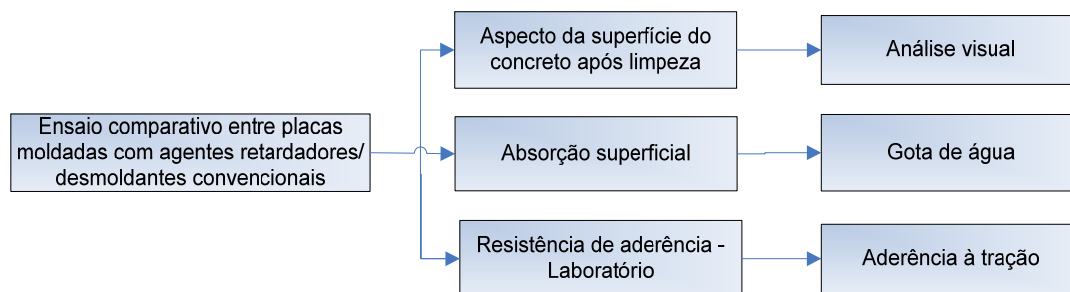 Ensaio comparativo entre placas
moldadas com agentes retardadores/
desmoldantes convencionais
Aspecto da superfície do
concreto após limpeza
Análise visual
Absorção superficial
Gota de água
Resistência de aderência -
Laboratório
Aderência à tração